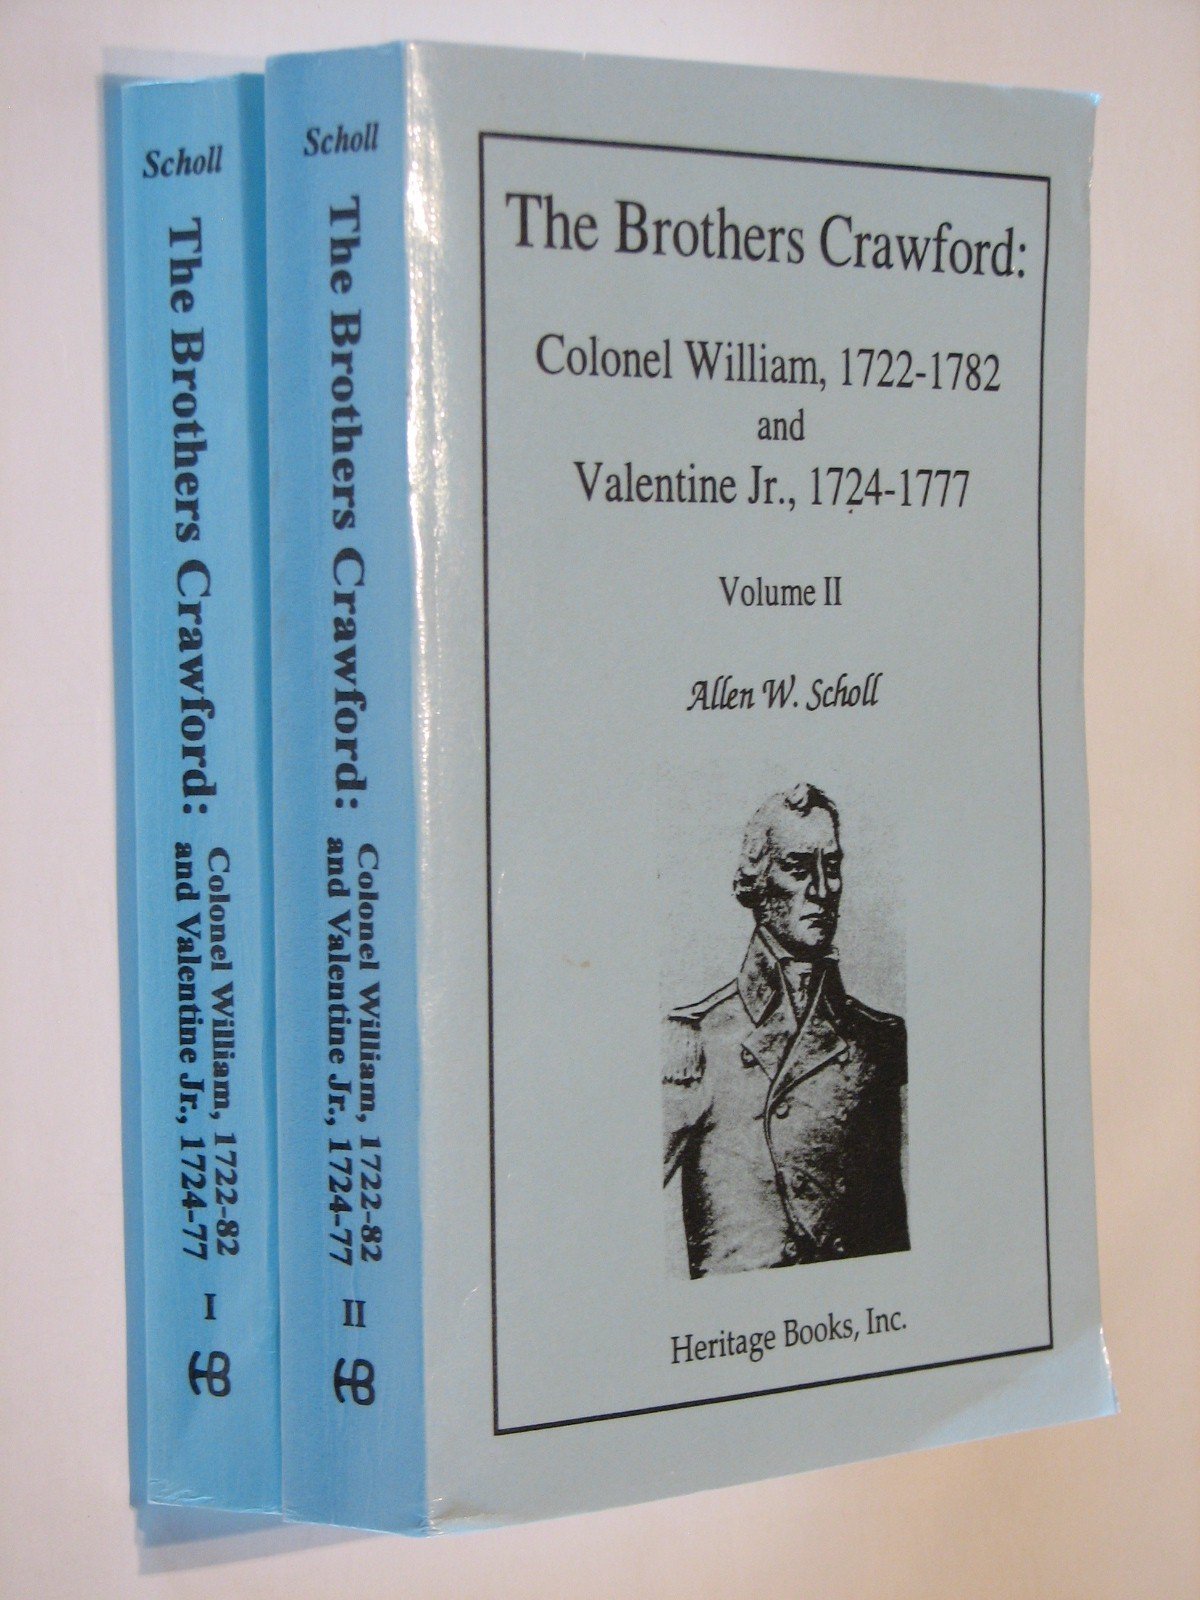 Scholl
The Brothers Crawford:
Colonel William, 1722-82
and Valentine Jr., 1724-77
I
Scholl
The Brothers Crawford:
Colonel William, 1722-82
and Valentine Jr., 1724-77
II
The Brothers Crawford:
Colonel William, 1722-1782
and
Valentine Jr., 1724-1777
Volume II
Allen W. Scholl
Heritage Books, Inc.